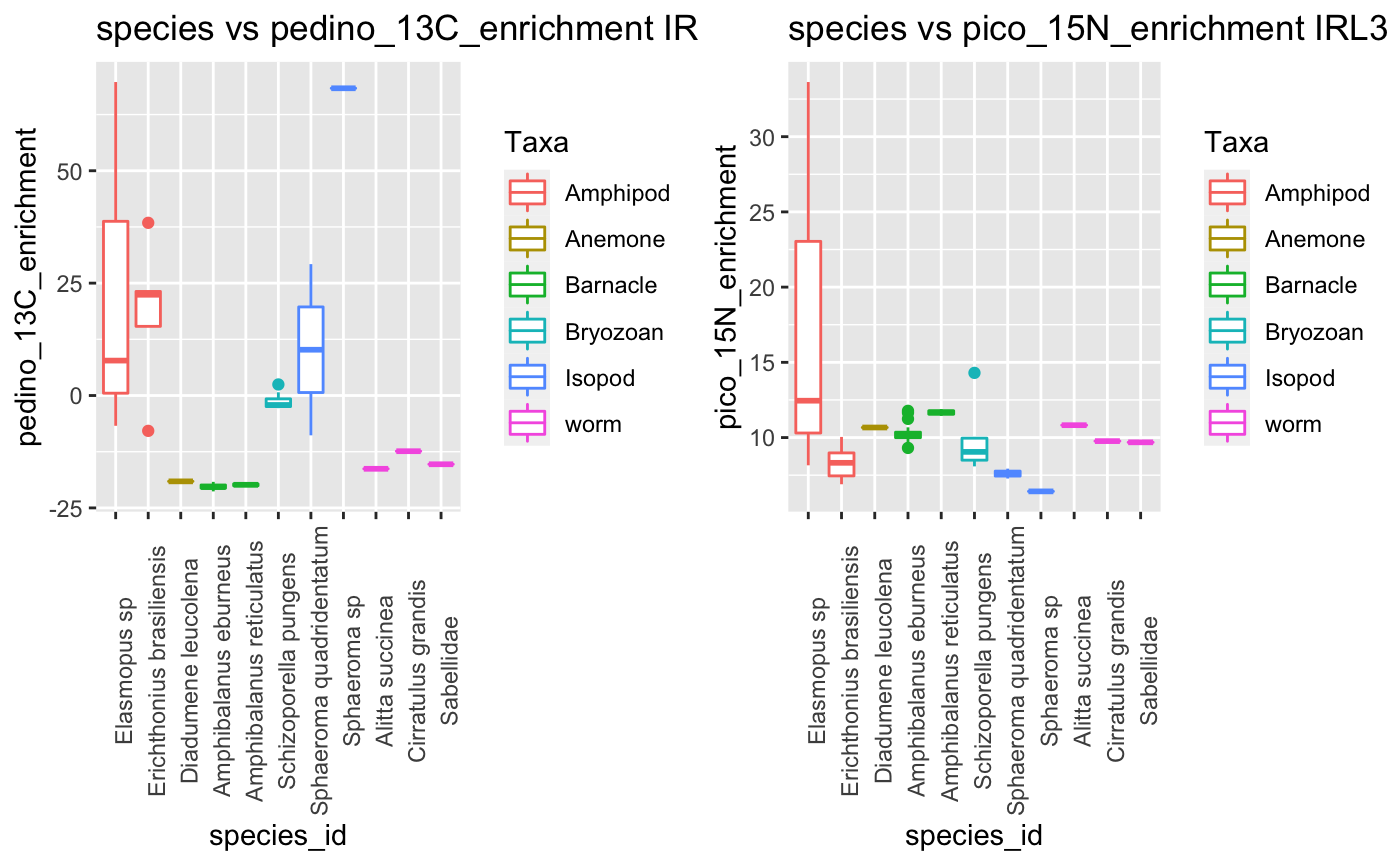 species vs pedino_13C_enrichment IR
pedino_13C_enrichment
50
25
0
-25
Elasmopus sp
Erichthonius brasiliensis
Diadumene leucolena
Amphibalanus eburneus
Amphibalanus reticulatus
Schizoporella pungens
Sphaeroma quadridentatum
Sphaeroma sp
Alitta succinea
Cirratulus grandis
Sabellidae
species_id
Taxa
Amphipod
Anemone
Barnacle
Bryozoan
Isopod
worm
species vs pico_15N_enrichment IRL3
pico_15N_enrichment
30
25
20
15
10
Elasmopus sp
Erichthonius brasiliensis
Diadumene leucolena
Amphibalanus eburneus
Amphibalanus reticulatus
Schizoporella pungens
Sphaeroma quadridentatum
Sphaeroma sp
Alitta succinea
Cirratulus grandis
Sabellidae
species_id
Taxa
Amphipod
Anemone
Barnacle
Bryozoan
Isopod
worm